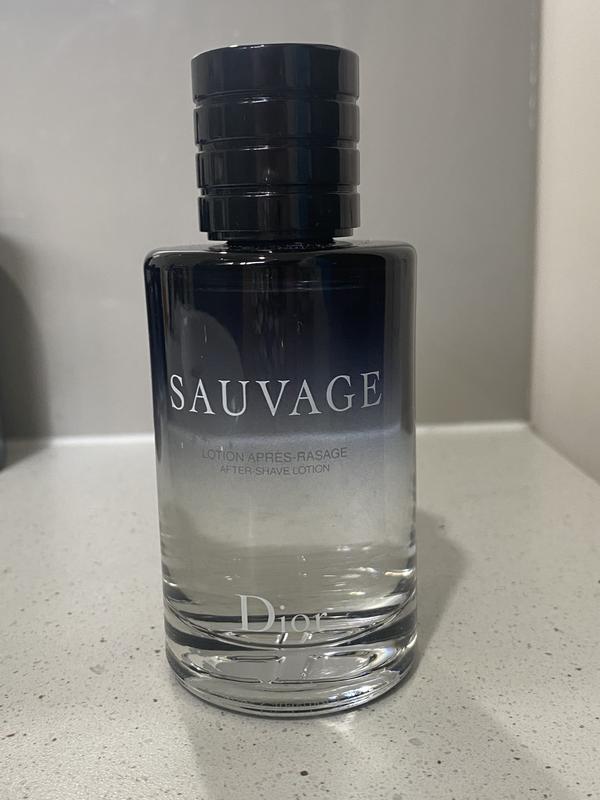 SAUVAGE
LOTION APRÈS-RASAGE
AFTER-SHAVE LOTION
Dior